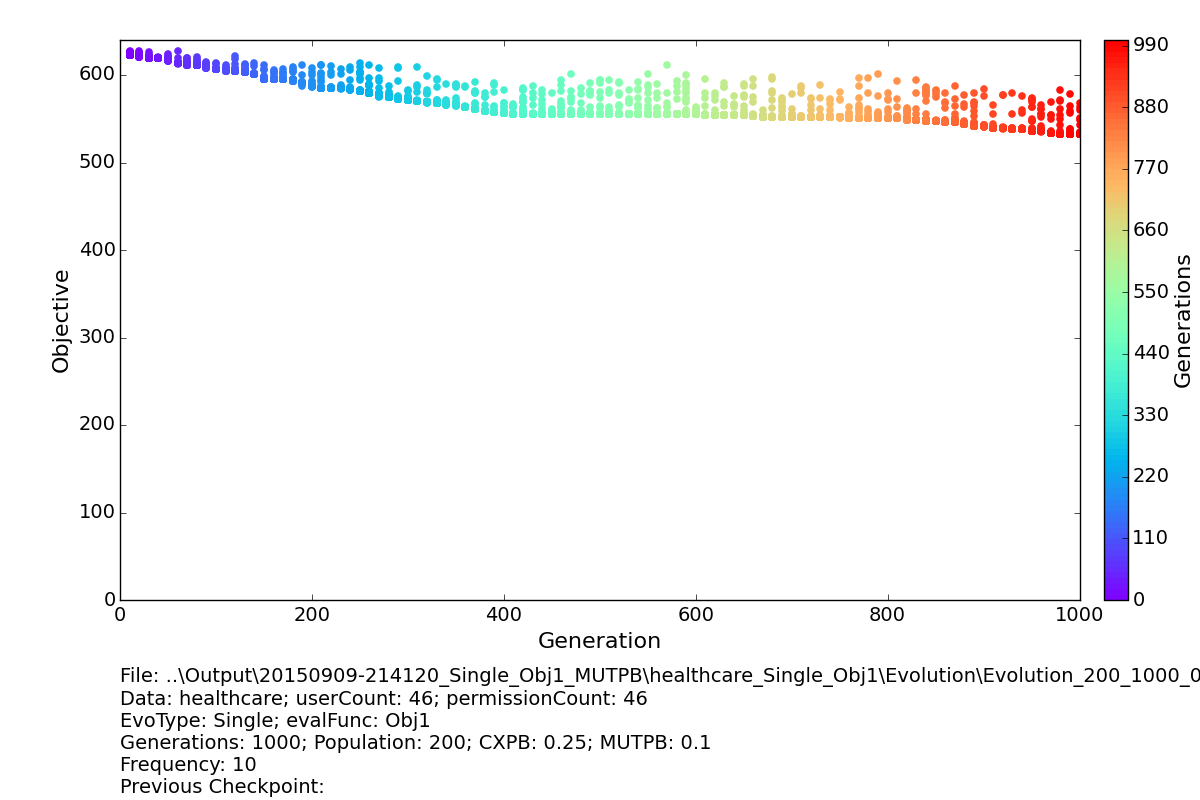 600
500
400
300
200
100
0
Objective
0
200
400
600
800
1000
Generation
990
880
770
660
550
440
330
220
110
0
Generations
File: ..\Output\20150909-214120_Single_Obj1_MUTPB\healthcare_Single_Obj1\Evolution\Evolution_200_1000_0
Data: healthcare; userCount: 46; permissionCount: 46
EvoType: Single; evalFunc: Obj1
Generations: 1000; Population: 200; CXPB: 0.25; MUTPB: 0.1
Frequency: 10
Previous Checkpoint: